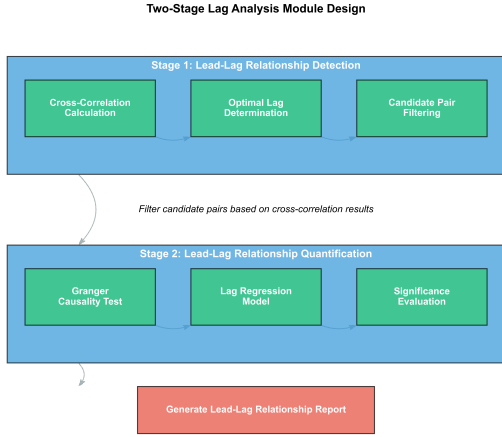 Two-Stage Lag Analysis Module Design
Stage 1: Lead-Lag Relationship Detection
Cross-Correlation
Calculation
Optimal Lag
Determination
Candidate Pair
Filtering
Filter candidate pairs based on cross-correlation results
Stage 2: Lead-Lag Relationship Quantification
Granger
Causality Test
Lag Regression
Model
Significance
Evaluation
Generate Lead-Lag Relationship Report